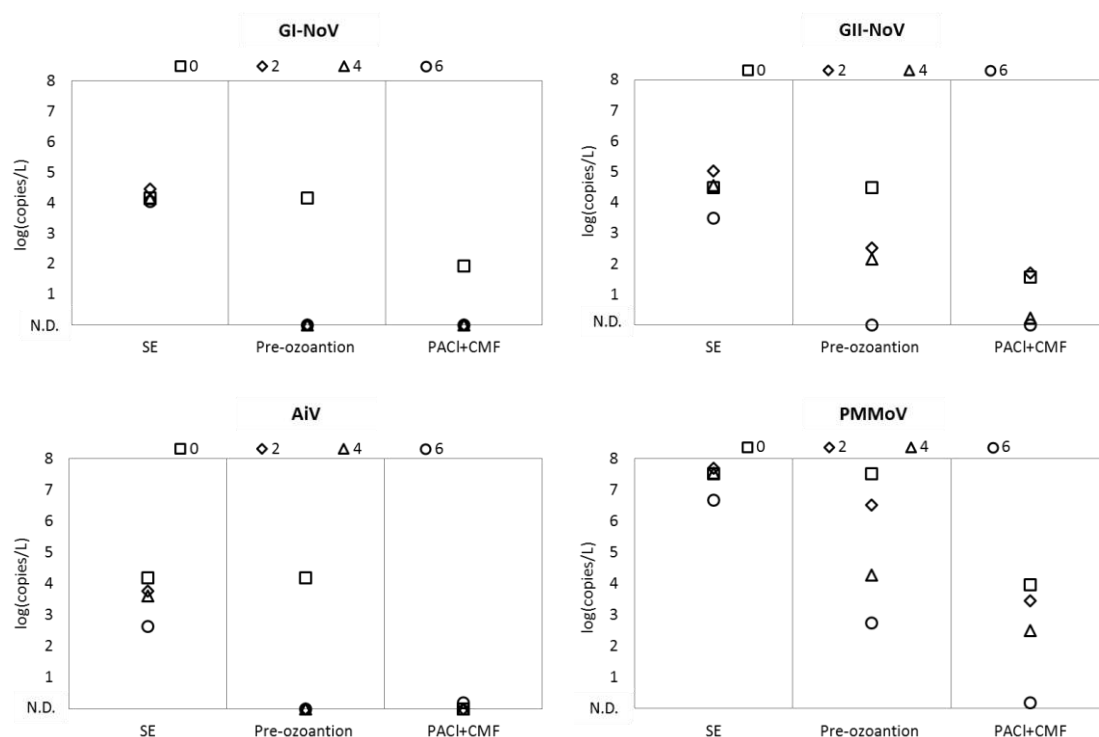 GI-NoV
0 2 4 6
8
7
6
5
4
3
2
1
N.D.
log(copies/L)
SE Pre-ozoantion PACl+CMF
GII-NoV
0 2 4 6
8
7
6
5
4
3
2
1
N.D.
log(copies/L)
SE Pre-ozoantion PACl+CMF
AiV
0 2 4 6
8
7
6
5
4
3
2
1
N.D.
log(copies/L)
SE Pre-ozoantion PACl+CMF
PMMoV
0 2 4 6
8
7
6
5
4
3
2
1
N.D.
log(copies/L)
SE Pre-ozoantion PACl+CMF